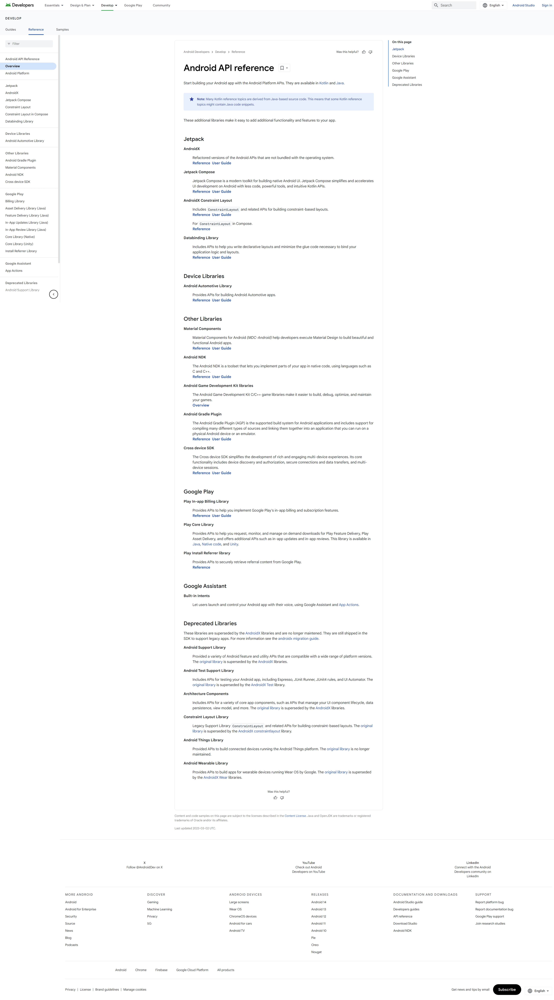 Developers Essentials Design & Plan Develop Google Play Community Search English Android Studio Sign in
DEVELOP
Guides Reference Samples
Filter
Android API Reference
Overview
Android Platform
Jetpack
AndroidX
Jetpack Compose
Constraint Layout
Constraint Layout in Compose
Databinding Library
Device Libraries
Android Automotive Library
Other Libraries
Android Gradle Plugin
Material Components
Android NDK
Cross device SDK
Google Play
Billing Library
Asset Delivery Library (Java)
Feature Delivery Library (Java)
In-App Updates Library (Java)
In-App Review Library (Java)
Core Library (Native)
Core Library (Unity)
Install Referrer Library
Google Assistant
App Actions
Deprecated Libraries
Android Support Library
Android Developers Develop Reference Was this helpful?
Android API reference
Start building your Android app with the Android Platform APIs. They are available in Kotlin and Java.
Note: Many Kotlin reference topics are derived from Java-based source code. This means that some Kotlin reference
topics might contain Java code snippets.
These additional libraries make it easy to add additional functionality and features to your app.
Jetpack
AndroidX
Refactored versions of the Android APIs that are not bundled with the operating system.
Reference User Guide
Jetpack Compose
Jetpack Compose is a modern toolkit for building native Android UI. Jetpack Compose simplifies and accelerates
UI development on Android with less code, powerful tools, and intuitive Kotlin APIs.
Reference User Guide
AndroidX Constraint Layout
Includes ConstraintLayout and related APIs for building constraint-based layouts.
Reference User Guide
For ConstraintLayout in Compose.
Reference
Databinding Library
Includes APIs to help you write declarative layouts and minimize the glue code necessary to bind your
application logic and layouts.
Reference User Guide
Device Libraries
Android Automotive Library
Provides APIs for building Android Automotive apps.
Reference User Guide
Other Libraries
Material Components
Material Components for Android (MDC-Android) help developers execute Material Design to build beautiful and
functional Android apps.
Reference User Guide
Android NDK
The Android NDK is a toolset that lets you implement parts of your app in native code, using languages such as
C and C++.
Reference User Guide
Android Game Development Kit libraries
The Android Game Development Kit C/C++ game libraries make it easier to build, debug, optimize, and maintain
your games.
Overview
Android Gradle Plugin
The Android Gradle Plugin (AGP) is the supported build system for Android applications and includes support for
compiling many different types of sources and linking them together into an application that you can run on a
physical Android device or an emulator.
Reference User Guide
Cross device SDK
The Cross device SDK simplifies the development of rich and engaging multi-device experiences. Its core
functionality includes device discovery and authorization, secure connections and data transfers, and multi-
device sessions.
Reference User Guide
Google Play
Play In-app Billing Library
Provides APIs to help you implement Google Play's in-app billing and subscription features.
Reference User Guide
Play Core Library
Provides APIs to help you request, monitor, and manage on demand downloads for Play Feature Delivery, Play
Asset Delivery, and offers additional APIs such as in-app updates and in-app reviews. This library is available in
Java, Native code, and Unity.
Play Install Referrer library
Provides APIs to securely retrieve referral content from Google Play.
Reference
Google Assistant
Built-in Intents
Let users launch and control your Android app with their voice, using Google Assistant and App Actions.
Deprecated Libraries
These libraries are superseded by the AndroidX libraries and are no longer maintened. They are still shipped in the
SDK to support legacy apps. For more information see the androidx migration guide.
Android Support Library
Provided a variety of Android feature and utility APIs that are compatible with a wide range of platform versions.
The original library is superseded by the AndroidX libraries.
Android Test Support Library
Includes APIs for testing your Android app, including Espresso, JUnit Runner, JUnit4 rules, and UI Automator. The
original library is superseded by the AndroidX Test library.
Architecture Components
Includes APIs for a variety of core app components, such as APIs that manage your UI component lifecycle, data
persistence, view model, and more. The original library is superseded by the AndroidX libraries.
Constraint Layout Library
Legacy Support Library ConstraintLayout and related APIs for building constraint-based layouts. The original
library is superseded by the AndroidX constraintlayout library.
Android Things Library
Provided APIs to build connected devices running the Android Things platform. The original library is no longer
maintained.
Android Wearable Library
Provides APIs to build apps for wearable devices running Wear OS by Google. The original library is superseded
by the AndroidX Wear libraries.
Was this helpful?
On this page
Jetpack
Device Libraries
Other Libraries
Google Play
Google Assistant
Deprecated Libraries
Content and code samples on this page are subject to the licenses described in the Content License. Java and OpenJDK are trademarks or registered
trademarks of Oracle and/or its affiliates.
Last updated 2023-03-02 UTC.
X
Follow @AndroidDev on X
YouTube
Check out Android
Developers on YouTube
LinkedIn
Connect with the Android
Developers community on
LinkedIn
MORE ANDROID
Android
Android for Enterprise
Security
Source
News
Blog
Podcasts
DISCOVER
Gaming
Machine Learning
Privacy
5G
ANDROID DEVICES
Large screens
Wear OS
ChromeOS devices
Android for cars
Android TV
RELEASES
Android 14
Android 13
Android 12
Android 11
Android 10
Pie
Oreo
Nougat
DOCUMENTATION AND DOWNLOADS
Android Studio guide
Developers guides
API reference
Download Studio
Android NDK
SUPPORT
Report platform bug
Report documentation bug
Google Play support
Join research studies
Android Chrome Firebase Google Cloud Platform All products
Privacy | License | Brand guidelines | Manage cookies Get news and tips by email Subscribe English